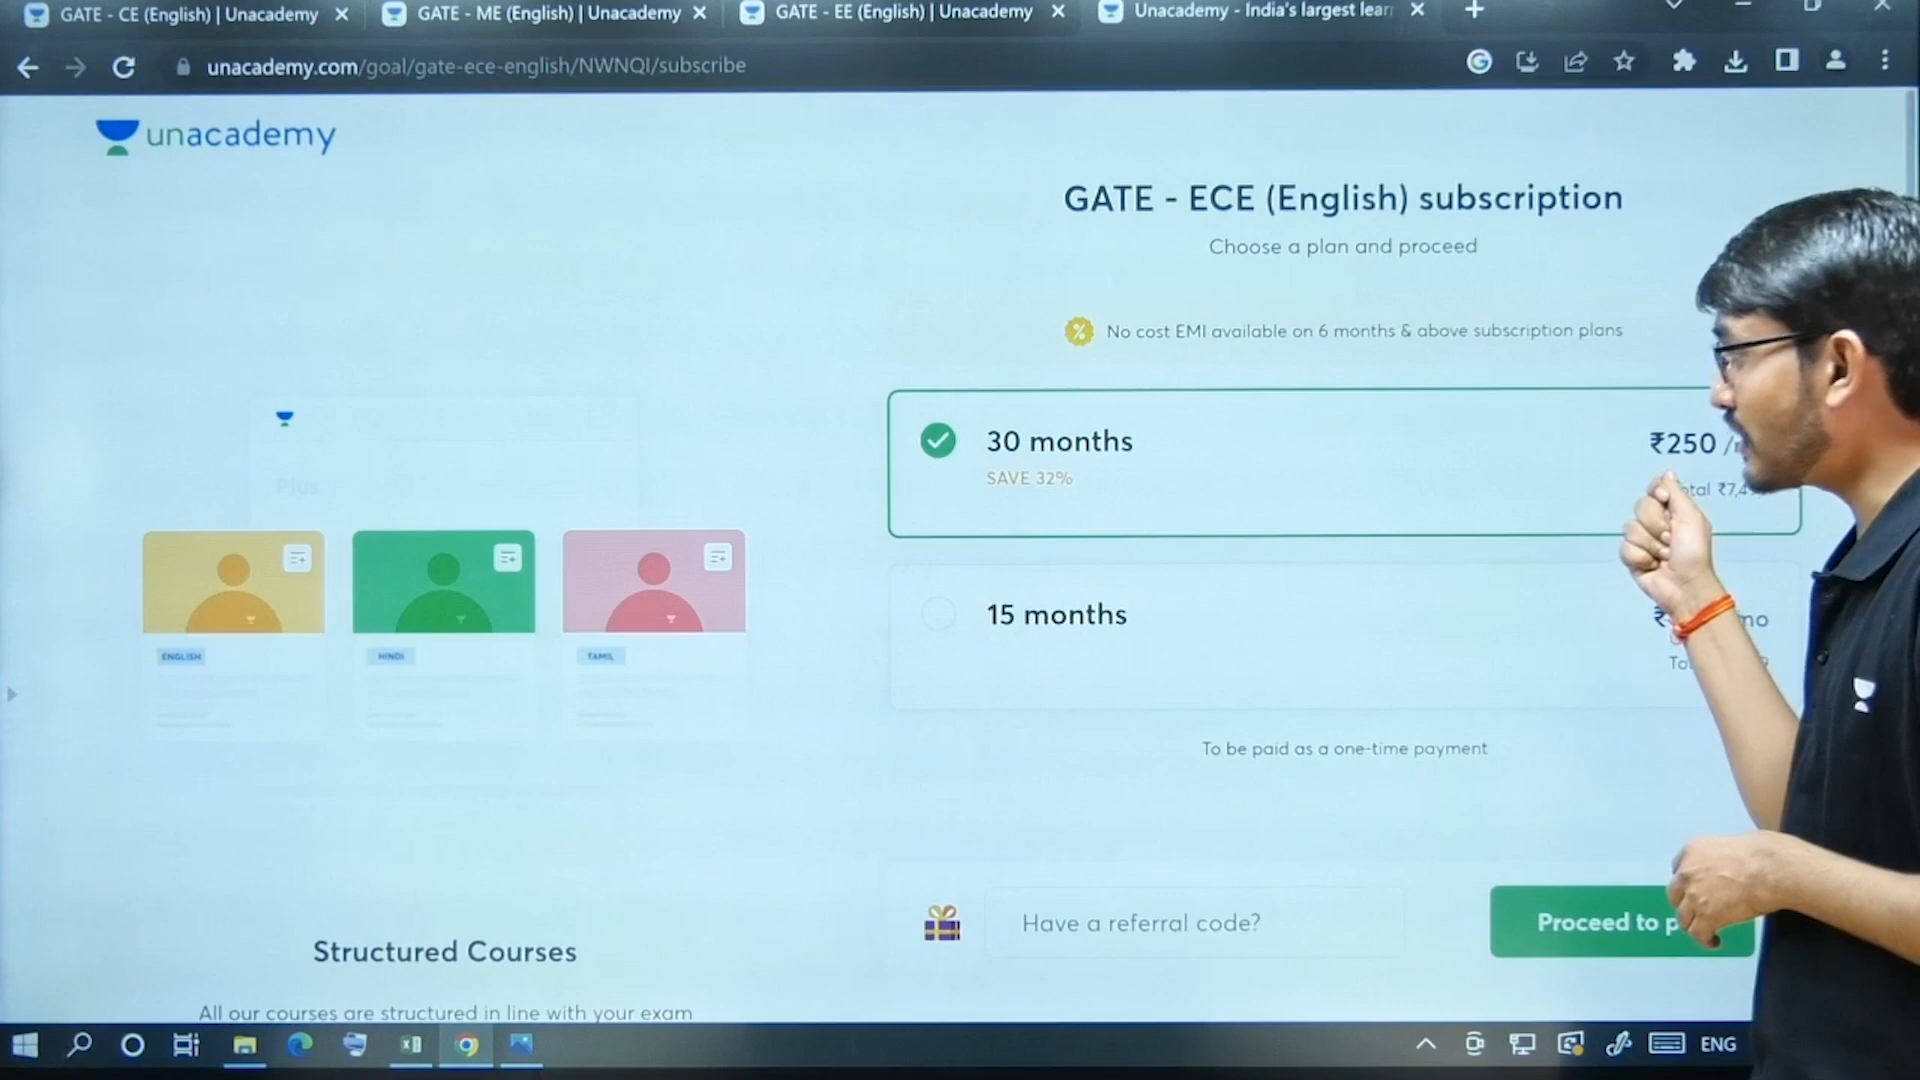 GATE - CE (English) | Unacademy
GATE - ME (English) | Unacademy
GATE - EE (English) | Unacademy
Unacademy - India's largest lear
unacademy.com/goal/gate-ece-english/NWNQI/subscribe
unacademy
GATE - ECE (English) subscription
Choose a plan and proceed
% No cost EMI available on 6 months & above subscription plans
30 months
₹250
SAVE 32%
Plus
15 months
ENGLISH
HINDI
TAMIL
To be paid as a one-time payment
Have a referral code?
Proceed to p
Structured Courses
All our courses are structured in line with your exam
ENG